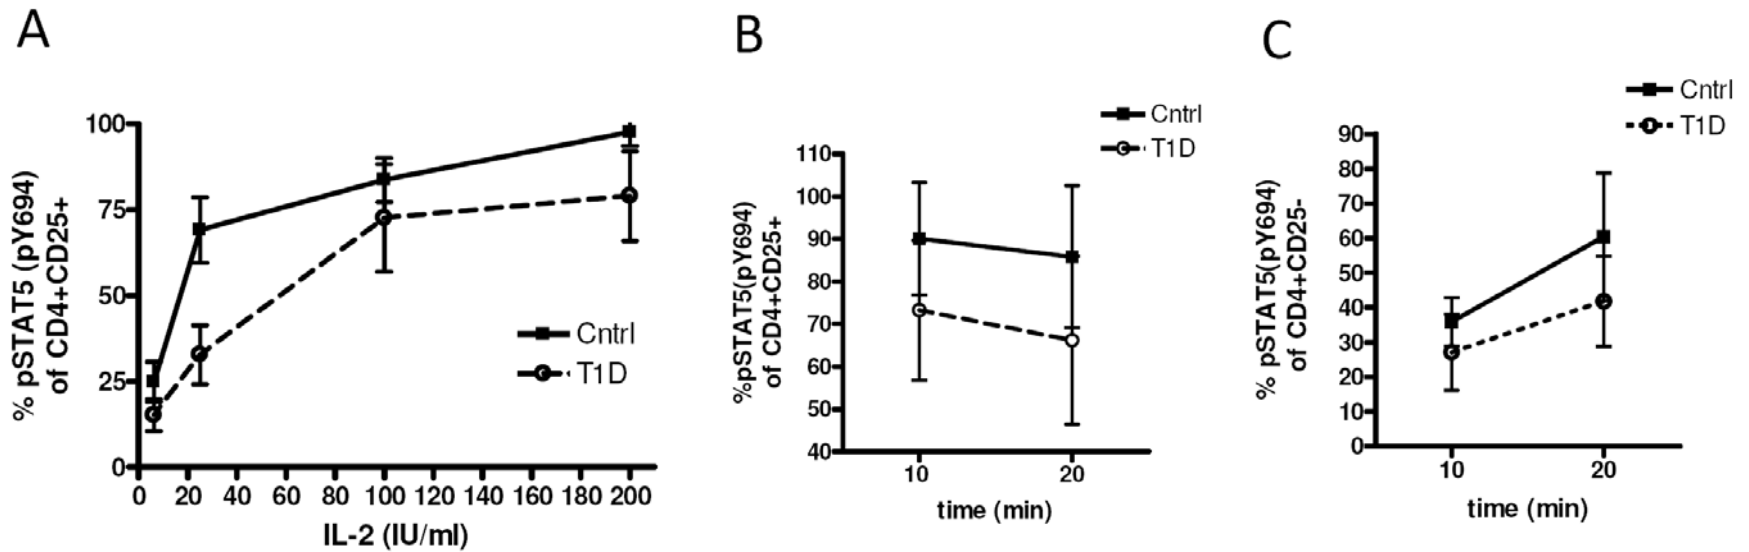 A
% pSTAT5 (pY694)
of CD4+CD25+
100
75
50
25
0
0 20 40 60 80 100 120 140 160 180 200
IL-2 (IU/ml)
Cntrl
T1D
B
Cntrl
T1D
%pSTAT5(pY694)
of CD4+CD25+
110
100
90
80
70
60
50
40
10 20
time (min)
C
Cntrl
T1D
% pSTAT5(pY694)
of CD4+CD25-
90
80
70
60
50
40
30
20
10
0
10 20
time (min)